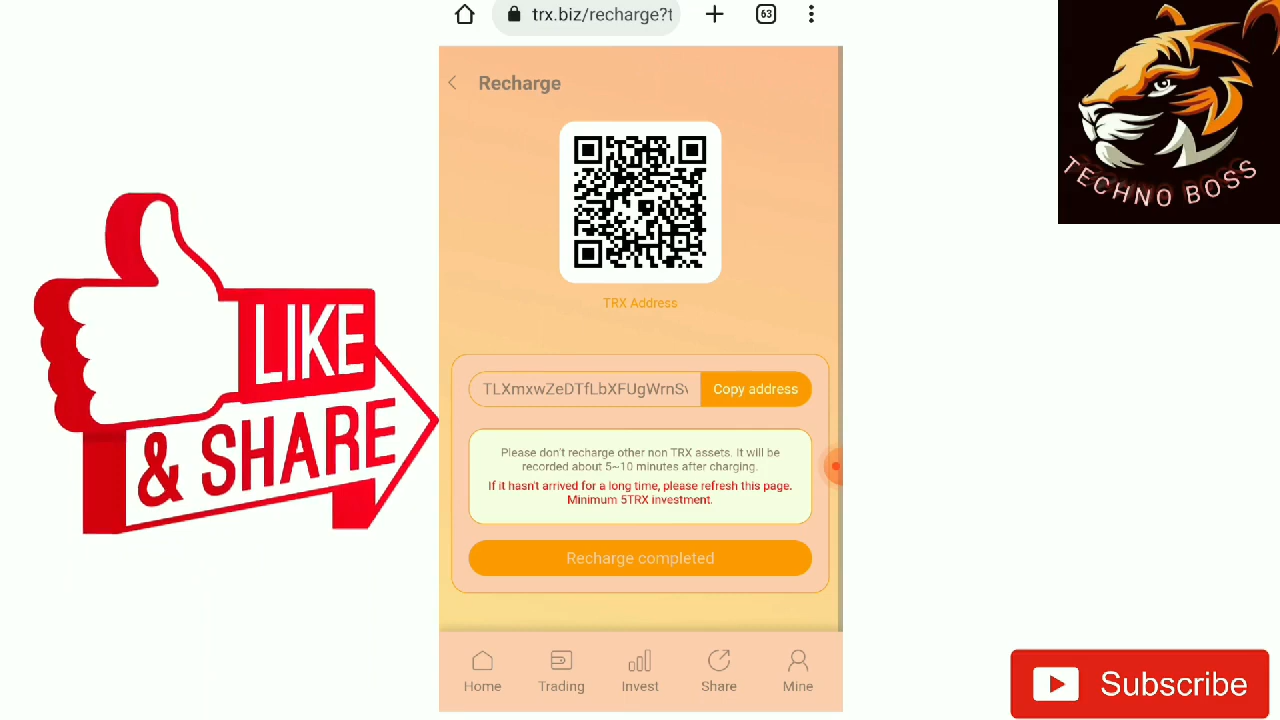 trx.biz/recharge?t
63
Recharge
TECHNO BOSS
TRX Address
LIKE
& SHARE
TLXmxwZeDTfLbXFUgWrnS
Copy address
Please don't recharge other non TRX assets. It will be
recorded about 5~10 minutes after charging.
If it hasn't arrived for a long time, please refresh this page.
Minimum 5TRX investment.
Recharge completed
Home
Trading
Invest
Share
Mine
Subscribe